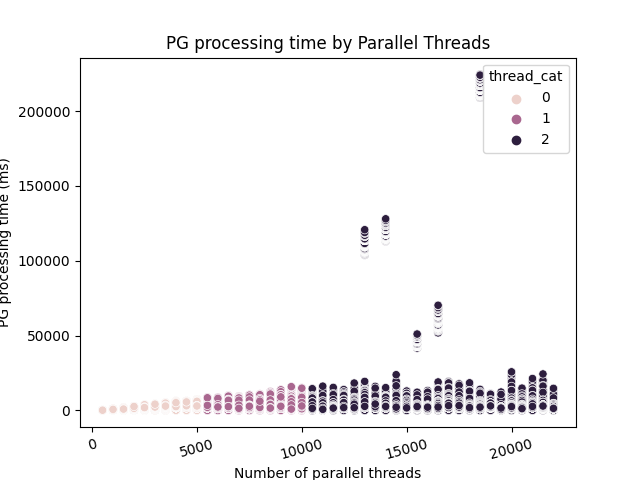 PG processing time by Parallel Threads
thread_cat
0
1
2
200000
150000
100000
50000
0
PG processing time (ms)
0 5000 10000 15000 20000
Number of parallel threads